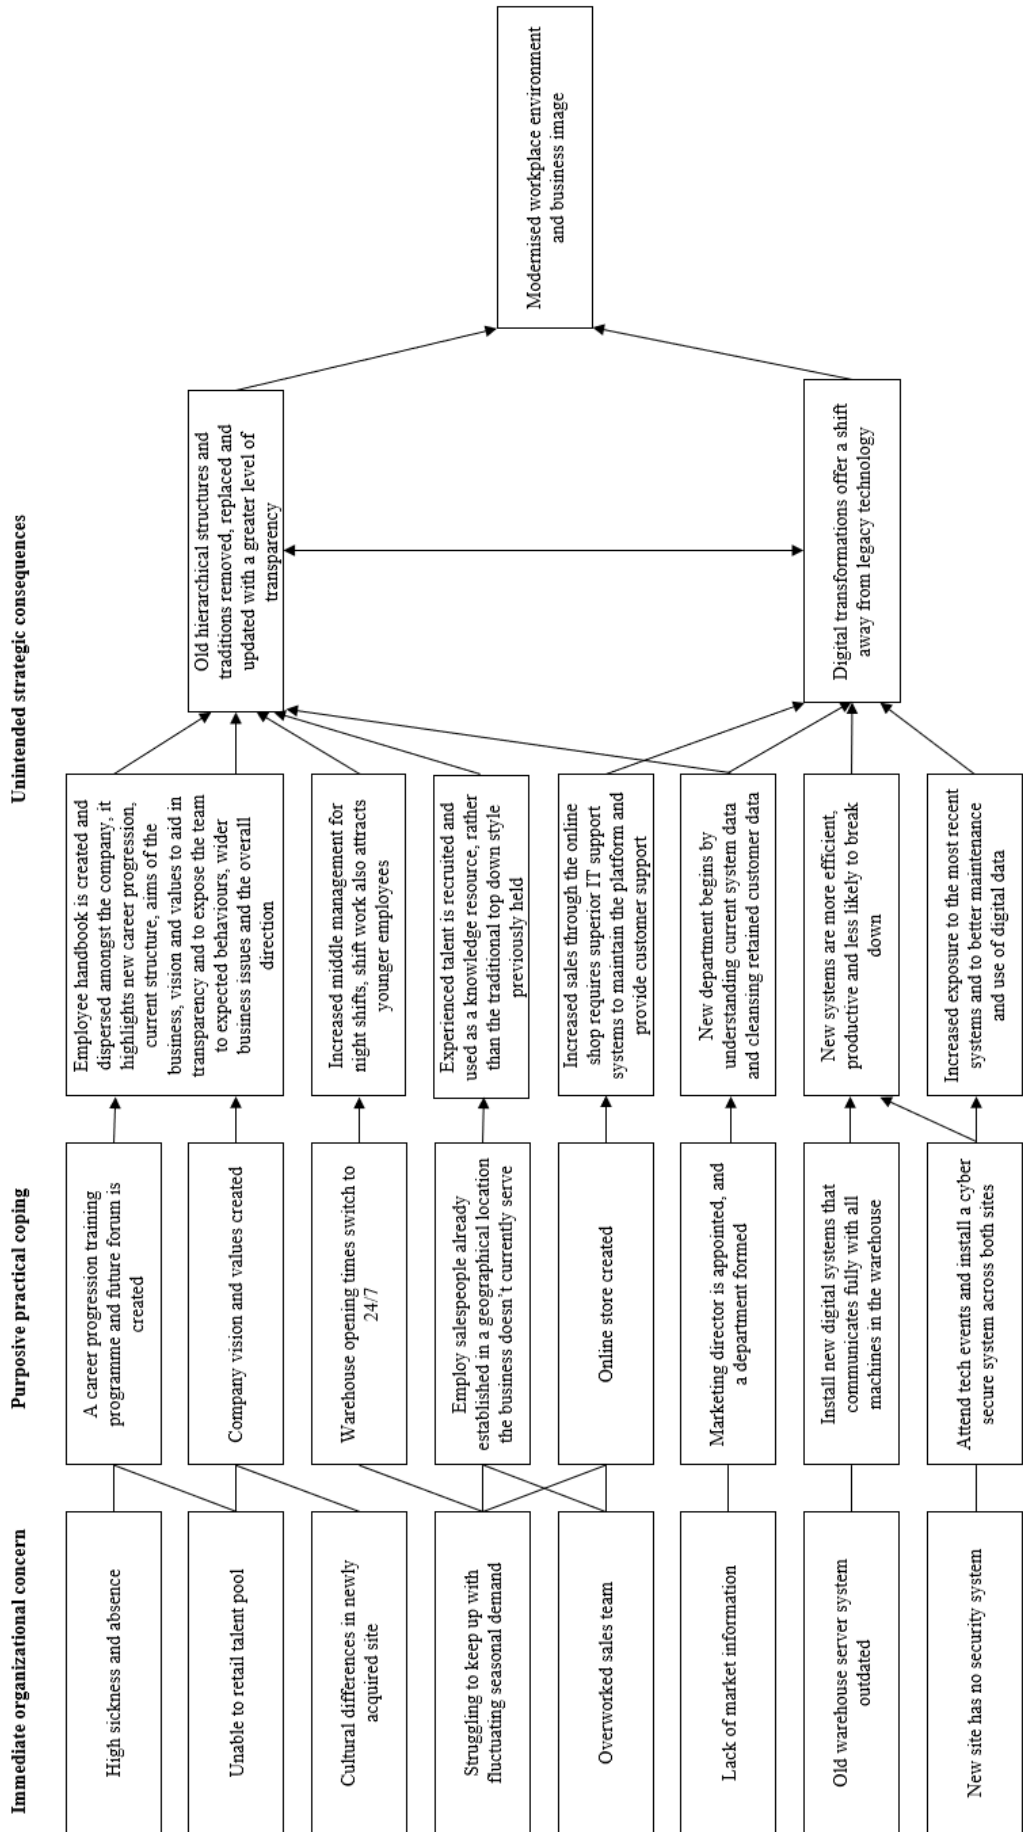 Immediate organizational concern
Purposive practical coping
Unintended strategic consequences
High sickness and absence
Unable to retail talent pool
Cultural differences in newly
acquired site
Struggling to keep up with
fluctuating seasonal demand
Overworked sales team
Lack of market information
Old warehouse server system
outdated
New site has no security system
A career progression training
programme and future forum is
created
Company vision and values created
Warehouse opening times switch to
24/7
Employ salespeople already
established in a geographical location
the business doesn't currently serve
Online store created
Marketing director is appointed, and
a department formed
Install new digital systems that
communicates fully with all
machines in the warehouse
Attend tech events and install a cyber
secure system across both sites
Employee handbook is created and
dispersed amongst the company, it
highlights new career progression,
current structure, aims of the
business, vision and values to aid in
transparency and to expose the team
to expected behaviours, wider
business issues and the overall
direction
Increased middle management for
night shifts, shift work also attracts
younger employees
Experienced talent is recruited and
used as a knowledge resource, rather
than the traditional top down style
previously held
Increased sales through the online
shop requires superior IT support
systems to maintain the platform and
provide customer support
New department begins by
understanding current system data
and cleansing retained customer data
New systems are more efficient,
productive and less likely to break
down
Increased exposure to the most recent
systems and to better maintenance
and use of digital data
Old hierarchical structures and
traditions removed, replaced and
updated with a greater level of
transparency
Digital transformations offer a shift
away from legacy technology
Modernised workplace environment
and business image